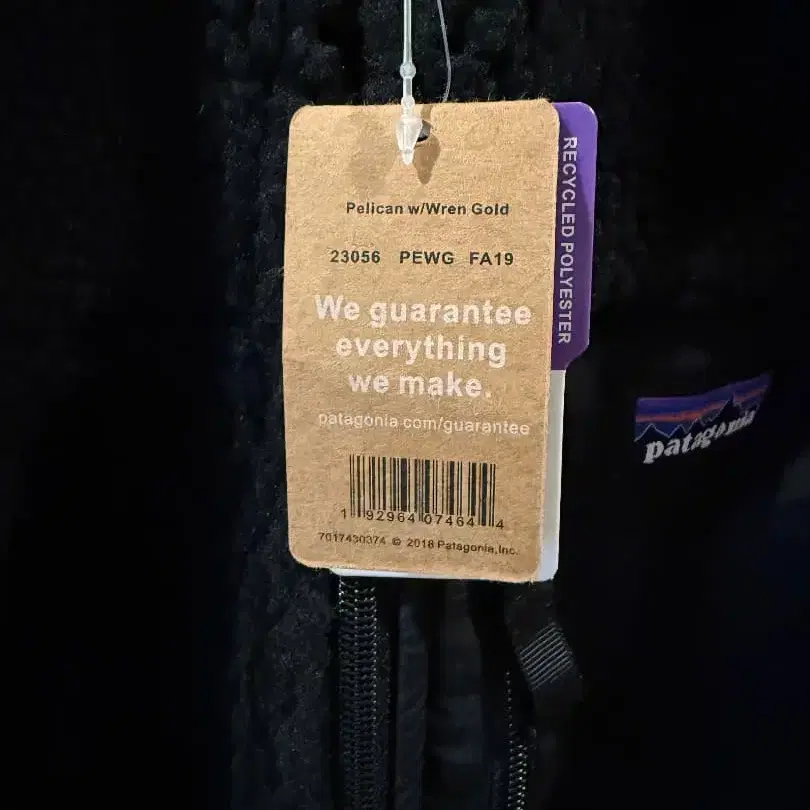 Pelican w/Wren Gold
23056 PEWG FA19
We guarantee
everything
we make.
patagonia.com/guarantee
1 92964 07464 4
7017430374 © 2018 Patagonia, Inc.
RECYCLED POLYESTER
patagonia